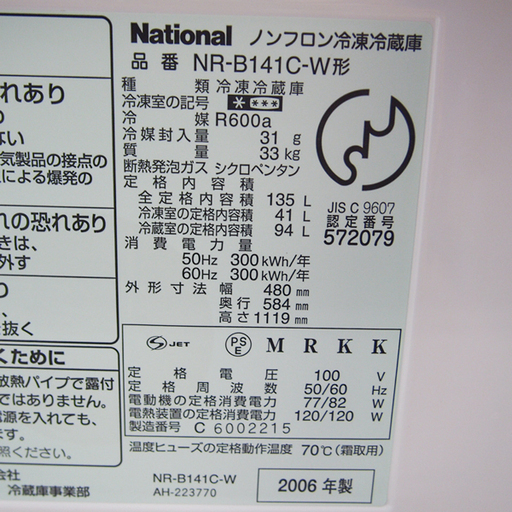 National ノンフロン冷凍冷蔵庫
品番 NR-B141C-W形
種類 冷凍冷蔵庫
冷凍室の記号 * ***
冷媒 R600a
冷媒封入量 31 g
質量 33 kg
断熱発泡ガス シクロペンタン
定格内容積
全定格内容積 135 L
冷凍室の定格内容積 41 L
冷蔵室の定格内容積 94 L
消費電力量
50Hz 300 kWh/年
60Hz 300 kWh/年
外形寸法 幅 480 mm
奥行 584 mm
高さ 1119 mm
JIS C 9607
認定番号
572079
S JET PS E M R K K
定格電圧 100 V
定格周波数 50/60 Hz
電動機の定格消費電力 77/82 W
電熱装置の定格消費電力 120/120 W
製造番号 C 6002215
温度ヒューズの定格動作温度 70℃(霜取用)
会社 NR-B141C-W
冷蔵庫事業部 AH-223770
2006 年製
れあり
ない
気製品の接点の
による爆発の
れの恐れあり
きは、
外す
を抜く
くために
放熱パイプで露付
ではありません。
電源を入れても、
照ください。